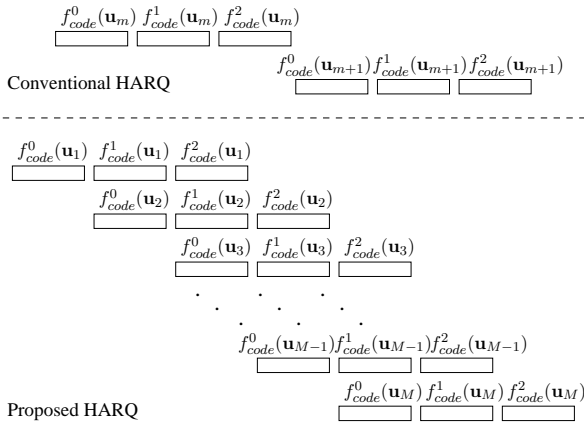 f^0_{code}(u_m) f^1_{code}(u_m) f^2_{code}(u_m)
f^0_{code}(u_{m+1}) f^1_{code}(u_{m+1}) f^2_{code}(u_{m+1})
Conventional HARQ
f^0_{code}(u_1) f^1_{code}(u_1) f^2_{code}(u_1)
f^0_{code}(u_2) f^1_{code}(u_2) f^2_{code}(u_2)
f^0_{code}(u_3) f^1_{code}(u_3) f^2_{code}(u_3)
f^0_{code}(u_{M-1}) f^1_{code}(u_{M-1}) f^2_{code}(u_{M-1})
f^0_{code}(u_M) f^1_{code}(u_M) f^2_{code}(u_M)
Proposed HARQ